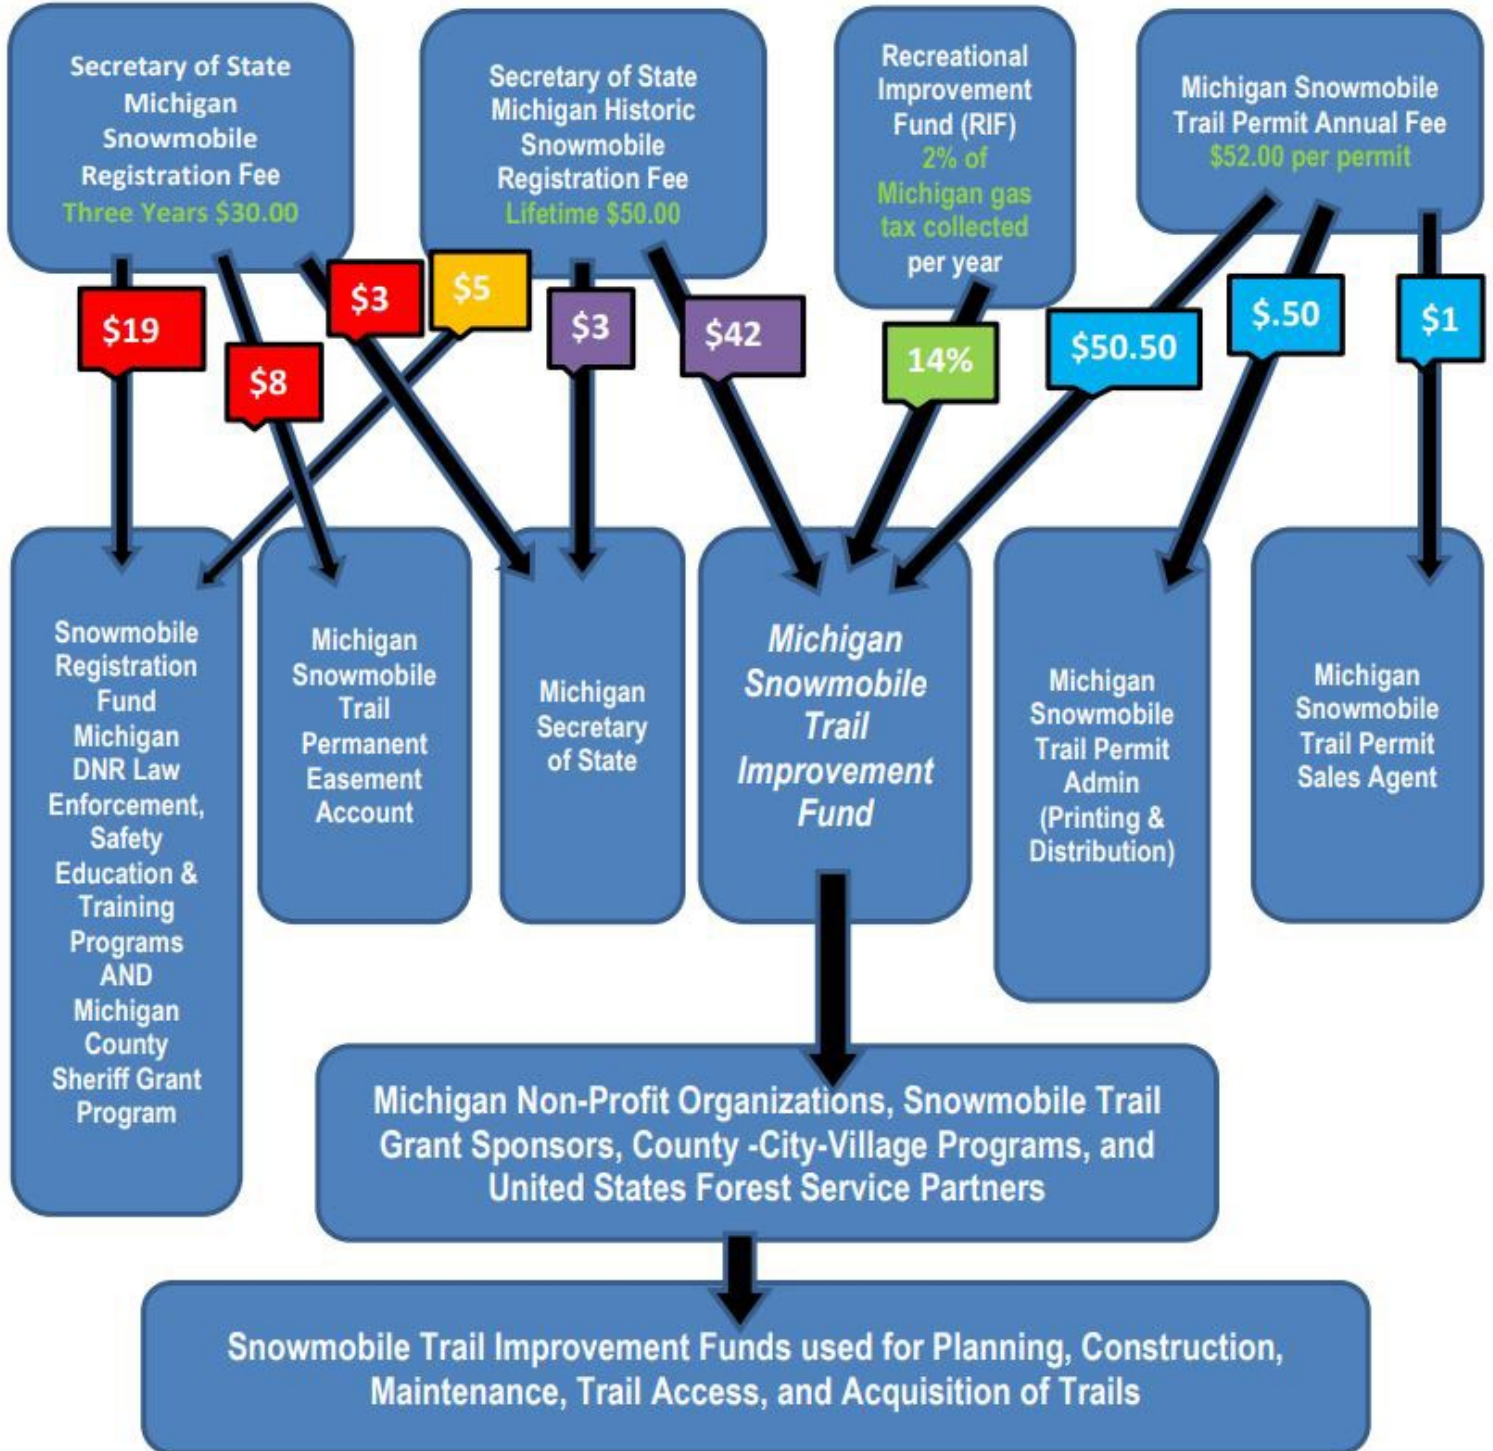 Secretary of State
Michigan
Snowmobile
Registration Fee
Three Years $30.00
Secretary of State
Michigan Historic
Snowmobile
Registration Fee
Lifetime $50.00
Recreational
Improvement
Fund (RIF)
2% of
Michigan gas
tax collected
per year
Michigan Snowmobile
Trail Permit Annual Fee
$52.00 per permit
$19
$8
$3
$5
$3
$42
14%
$50.50
$.50
$1
Snowmobile
Registration
Fund
Michigan
DNR Law
Enforcement,
Safety
Education &
Training
Programs
AND
Michigan
County
Sheriff Grant
Program
Michigan
Snowmobile
Trail
Permanent
Easement
Account
Michigan
Secretary
of State
Michigan
Snowmobile
Trail
Improvement
Fund
Michigan
Snowmobile
Trail Permit
Admin
(Printing &
Distribution)
Michigan
Snowmobile
Trail Permit
Sales Agent
Michigan Non-Profit Organizations, Snowmobile Trail
Grant Sponsors, County -City-Village Programs, and
United States Forest Service Partners
Snowmobile Trail Improvement Funds used for Planning, Construction,
Maintenance, Trail Access, and Acquisition of Trails